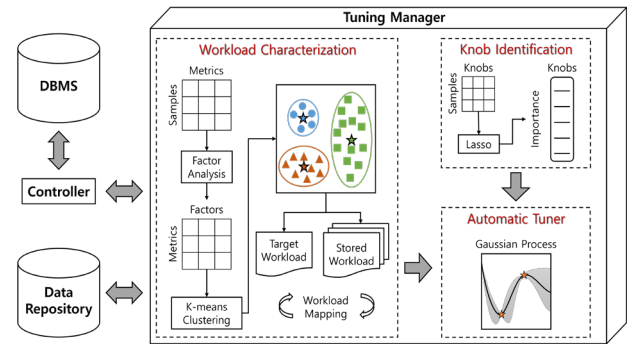 Tuning Manager
DBMS
Controller
Data
Repository
Workload Characterization
Metrics
Samples
Factor
Analysis
Factors
Metrics
K-means
Clustering
Target
Workload
Stored
Workload
Workload
Mapping
Knob Identification
Knobs
Samples
Lasso
Knobs
Importance
Automatic Tuner
Gaussian Process